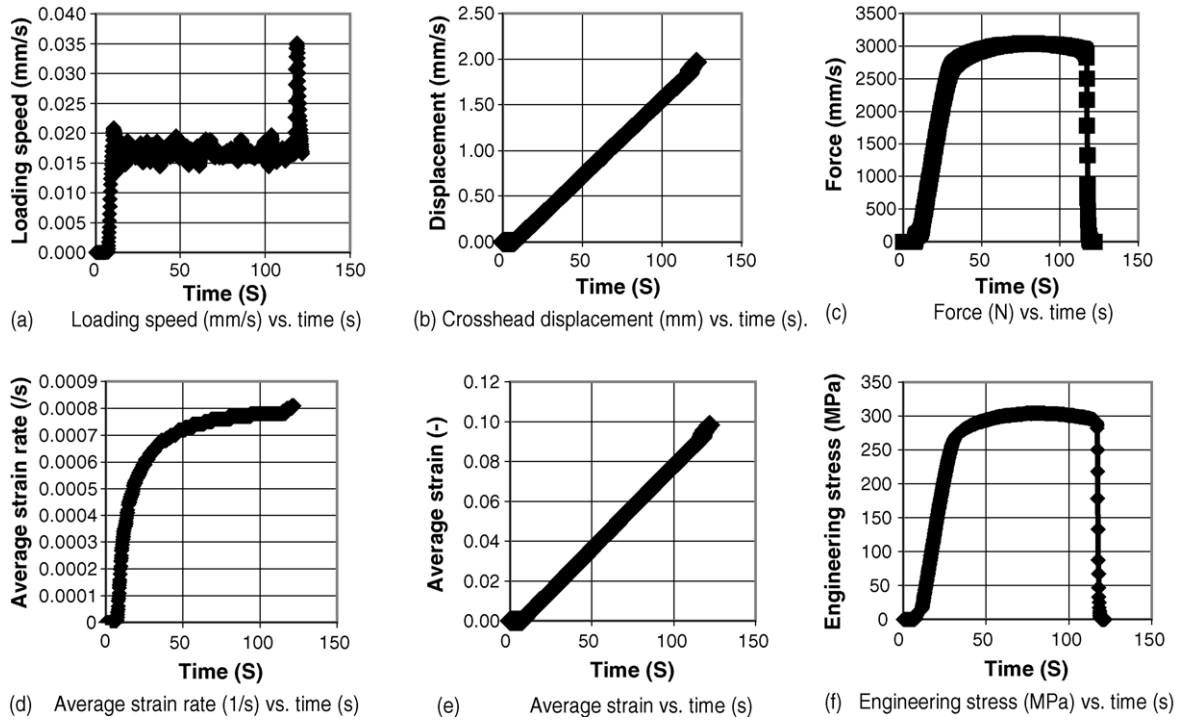 Loading speed (mm/s)
0.040
0.035
0.030
0.025
0.020
0.015
0.010
0.005
0.000
0 50 100 150
Time (S)
(a) Loading speed (mm/s) vs. time (s)
Displacement (mm/s)
2.50
2.00
1.50
1.00
0.50
0.00
0 50 100 150
Time (S)
(b) Crosshead displacement (mm) vs. time (s).
Force (mm/s)
3500
3000
2500
2000
1500
1000
500
0
0 50 100 150
Time (S)
(c) Force (N) vs. time (s)
Average strain rate (/s)
0.0009
0.0008
0.0007
0.0006
0.0005
0.0004
0.0003
0.0002
0.0001
0
0 50 100 150
Time (S)
(d) Average strain rate (1/s) vs. time (s)
Average strain (-)
0.12
0.10
0.08
0.06
0.04
0.02
0.00
0 50 100 150
Time (S)
(e) Average strain vs. time (s)
Engineering stress (MPa)
350
300
250
200
150
100
50
0
0 50 100 150
Time (S)
(f) Engineering stress (MPa) vs. time (s)